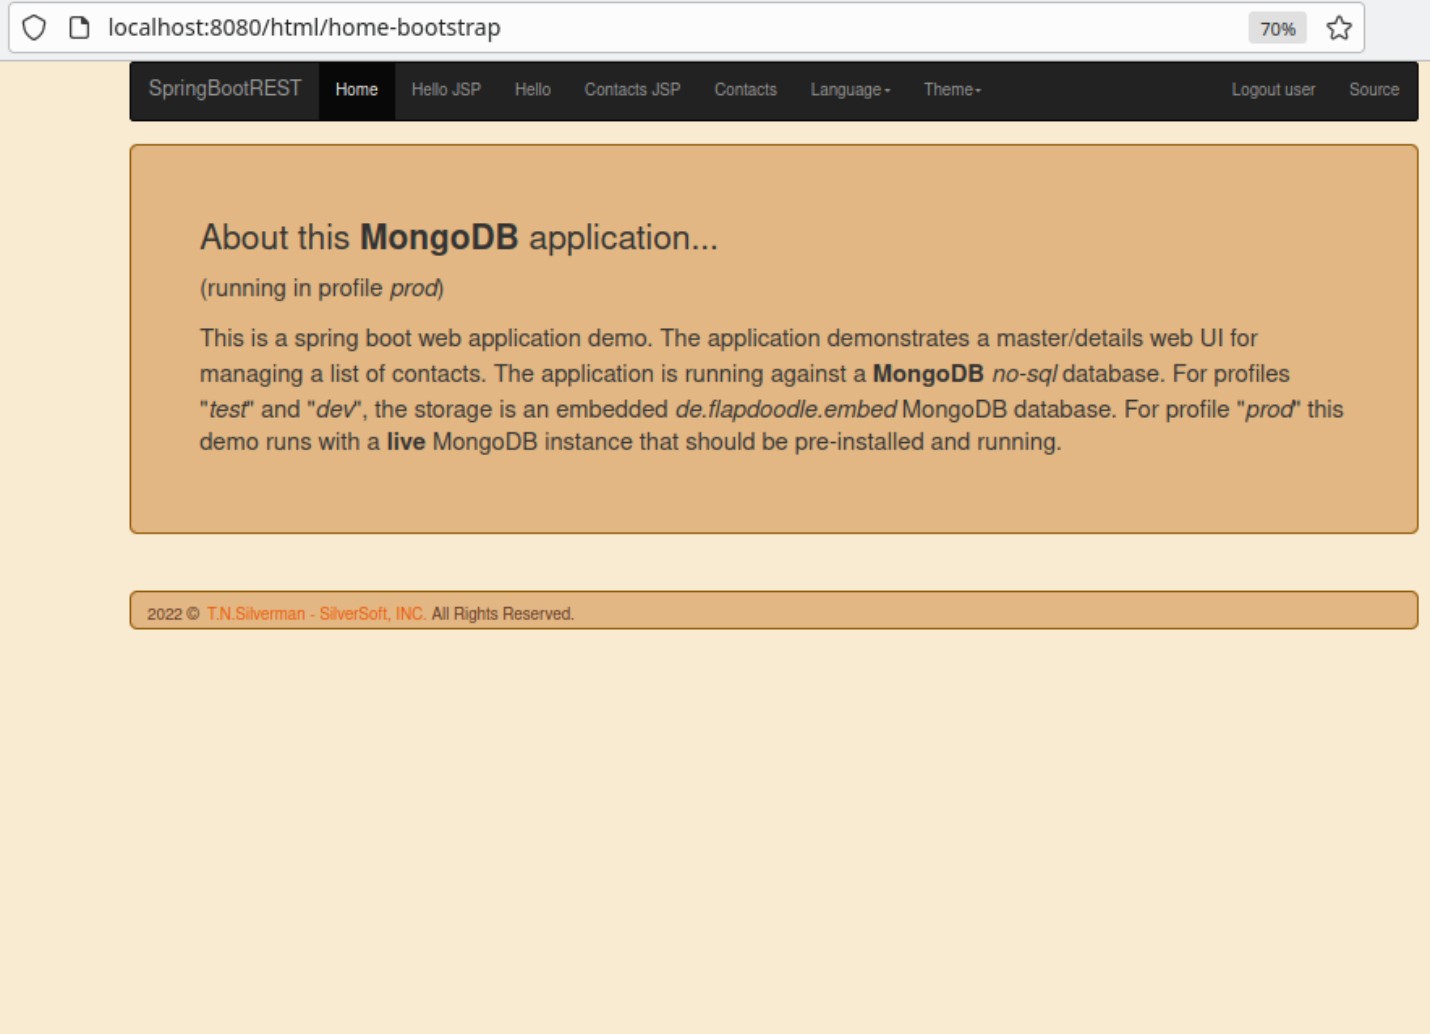 localhost:8080/html/home-bootstrap 70%
SpringBootREST Home Hello JSP Hello Contacts JSP Contacts Language Theme Logout user Source
About this MongoDB application...
(running in profile prod)
This is a spring boot web application demo. The application demonstrates a master/details web UI for
managing a list of contacts. The application is running against a MongoDB no-sql database. For profiles
"test" and "dev", the storage is an embedded de.flapdoodle.embed MongoDB database. For profile "prod" this
demo runs with a live MongoDB instance that should be pre-installed and running.
2022 © T.N.Silverman - SilverSoft, INC. All Rights Reserved.